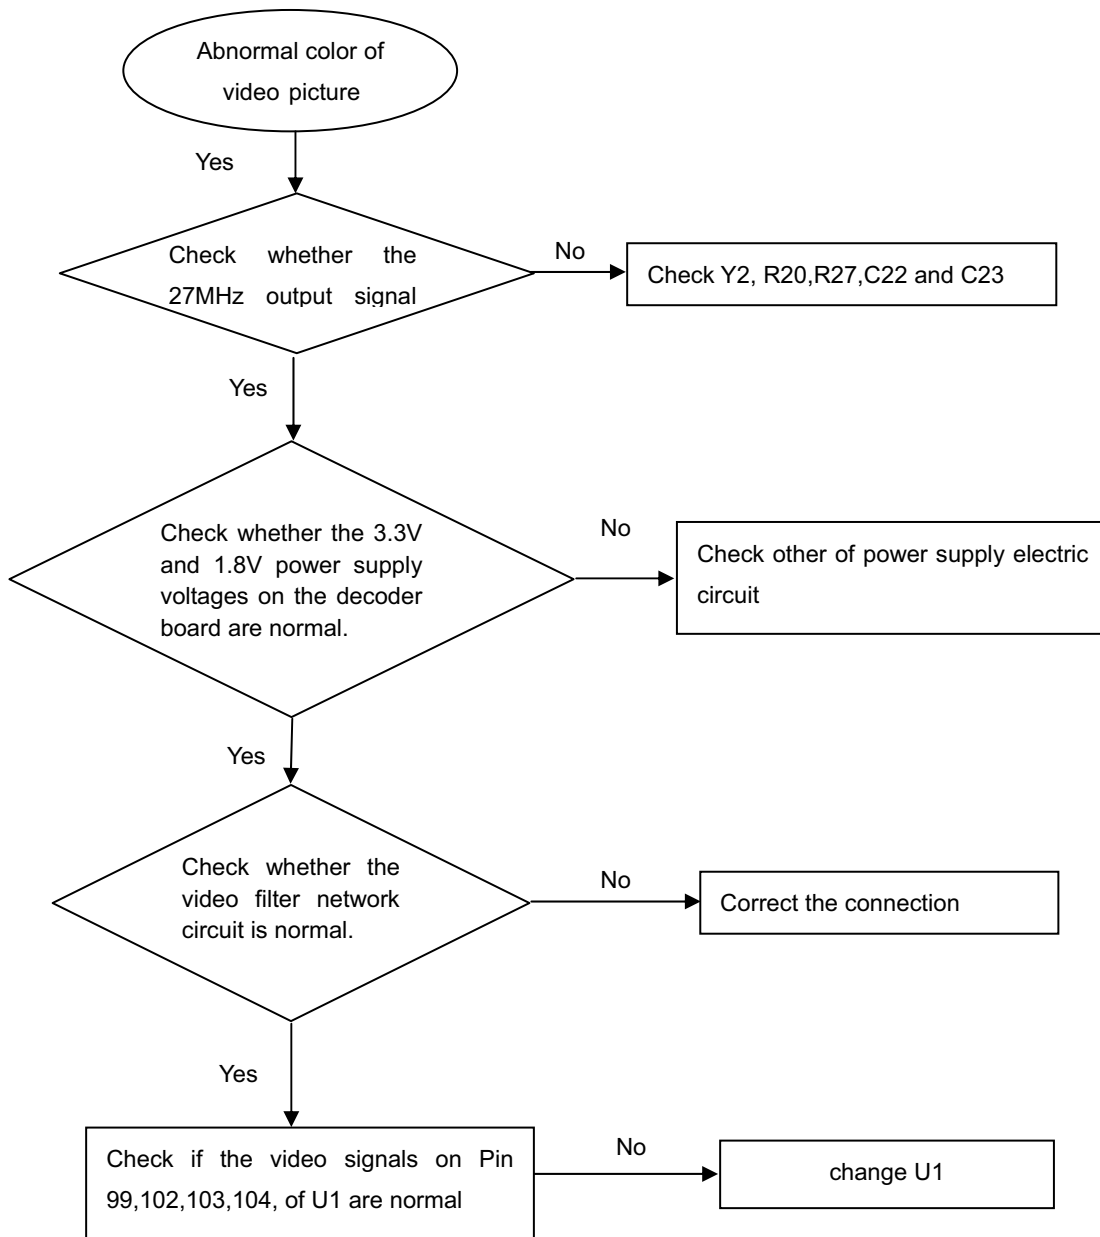 Abnormal color of
video picture
Yes
Check whether the
27MHz output signal
No
Check Y2, R20,R27,C22 and C23
Yes
Check whether the 3.3V
and 1.8V power supply
voltages on the decoder
board are normal.
No
Check other of power supply electric
circuit
Yes
Check whether the
video filter network
circuit is normal.
No
Correct the connection
Yes
Check if the video signals on Pin
99,102,103,104, of U1 are normal
No
change U1